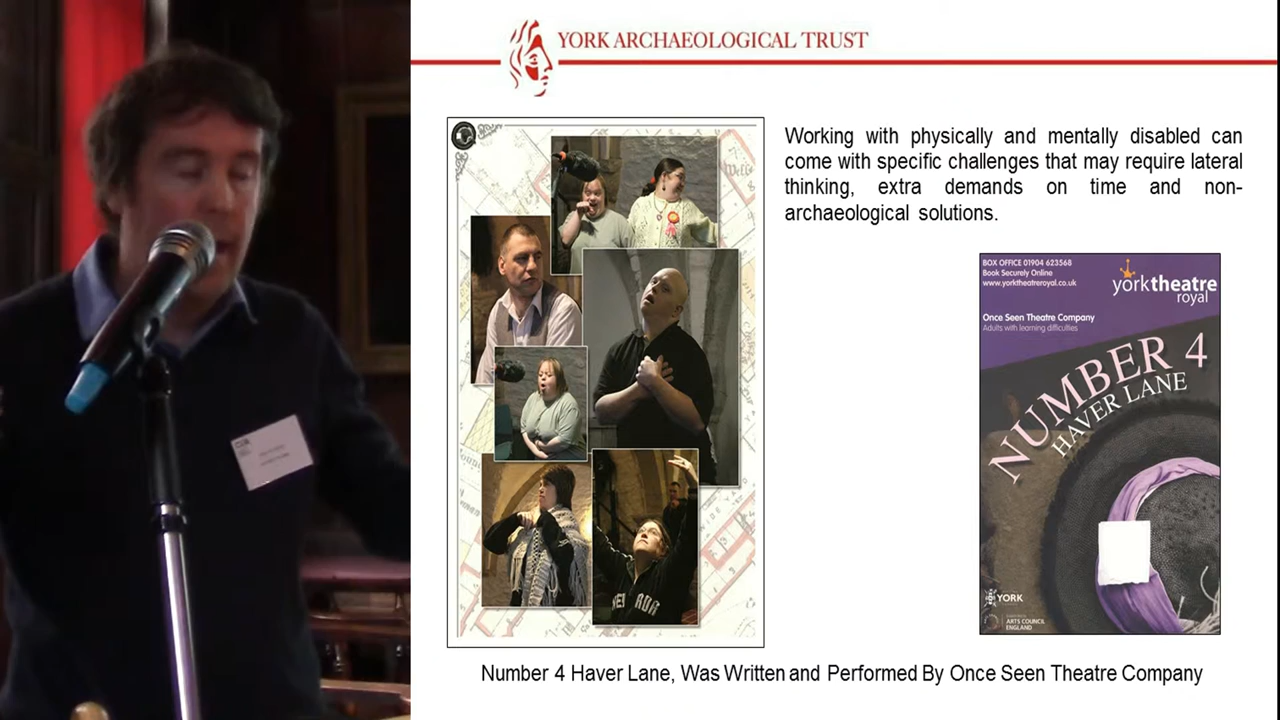 YORK ARCHAEOLOGICAL TRUST
Working with physically and mentally disabled can
come with specific challenges that may require lateral
thinking, extra demands on time and non-
archaeological solutions.
BOX OFFICE 01904 623568
Book Securely Online
www.yorktheatreroyal.co.uk
yorktheatre
royal
Once Seen Theatre Company
Adults with learning difficulties
NUMBER 4
HAVER LANE
YORK
ARTS COUNCIL
ENGLAND
Number 4 Haver Lane, Was Written and Performed By Once Seen Theatre Company